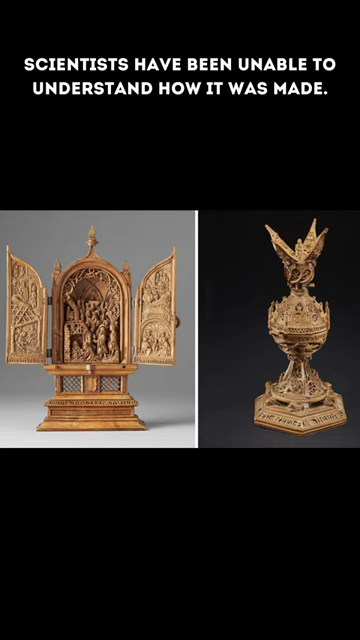 SCIENTISTS HAVE BEEN UNABLE TO
UNDERSTAND HOW IT WAS MADE.